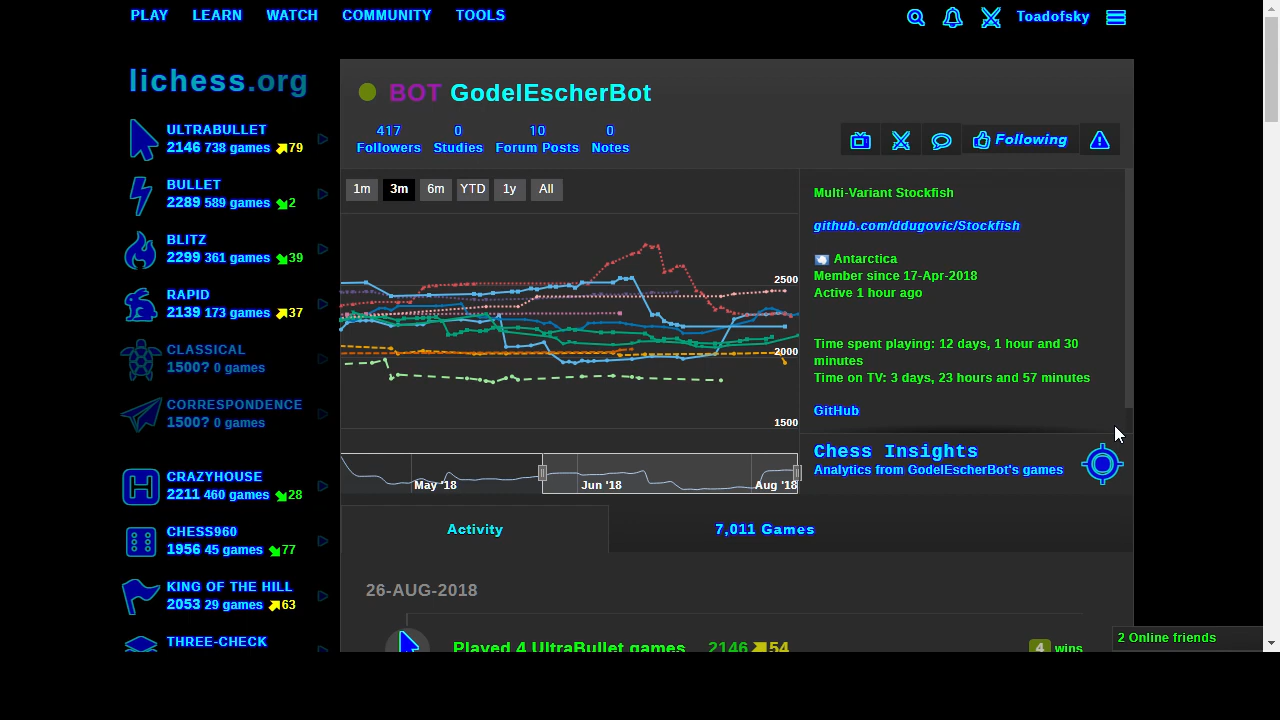 PLAY LEARN WATCH COMMUNITY TOOLS
Toadofsky
lichess.org
ULTRABULLET
2146 738 games 79
BULLET
2289 589 games 2
BLITZ
2299 361 games 39
RAPID
2139 173 games 37
CLASSICAL
1500? 0 games
CORRESPONDENCE
1500? 0 games
CRAZYHOUSE
2211 460 games 28
CHESS960
1956 45 games 77
KING OF THE HILL
2053 29 games 63
THREE-CHECK
BOT GodelEscherBot
417 0 10 0
Followers Studies Forum Posts Notes
Following
1m 3m 6m YTD 1y All
2500
2000
1500
May '18 Jun '18 Aug '18
Multi-Variant Stockfish
github.com/ddugovic/Stockfish
Antarctica
Member since 17-Apr-2018
Active 1 hour ago
Time spent playing: 12 days, 1 hour and 30
minutes
Time on TV: 3 days, 23 hours and 57 minutes
GitHub
Chess Insights
Analytics from GodelEscherBot's games
Activity 7,011 Games
26-AUG-2018
Played 4 UltraBullet games 2146 54 4 wins
2 Online friends